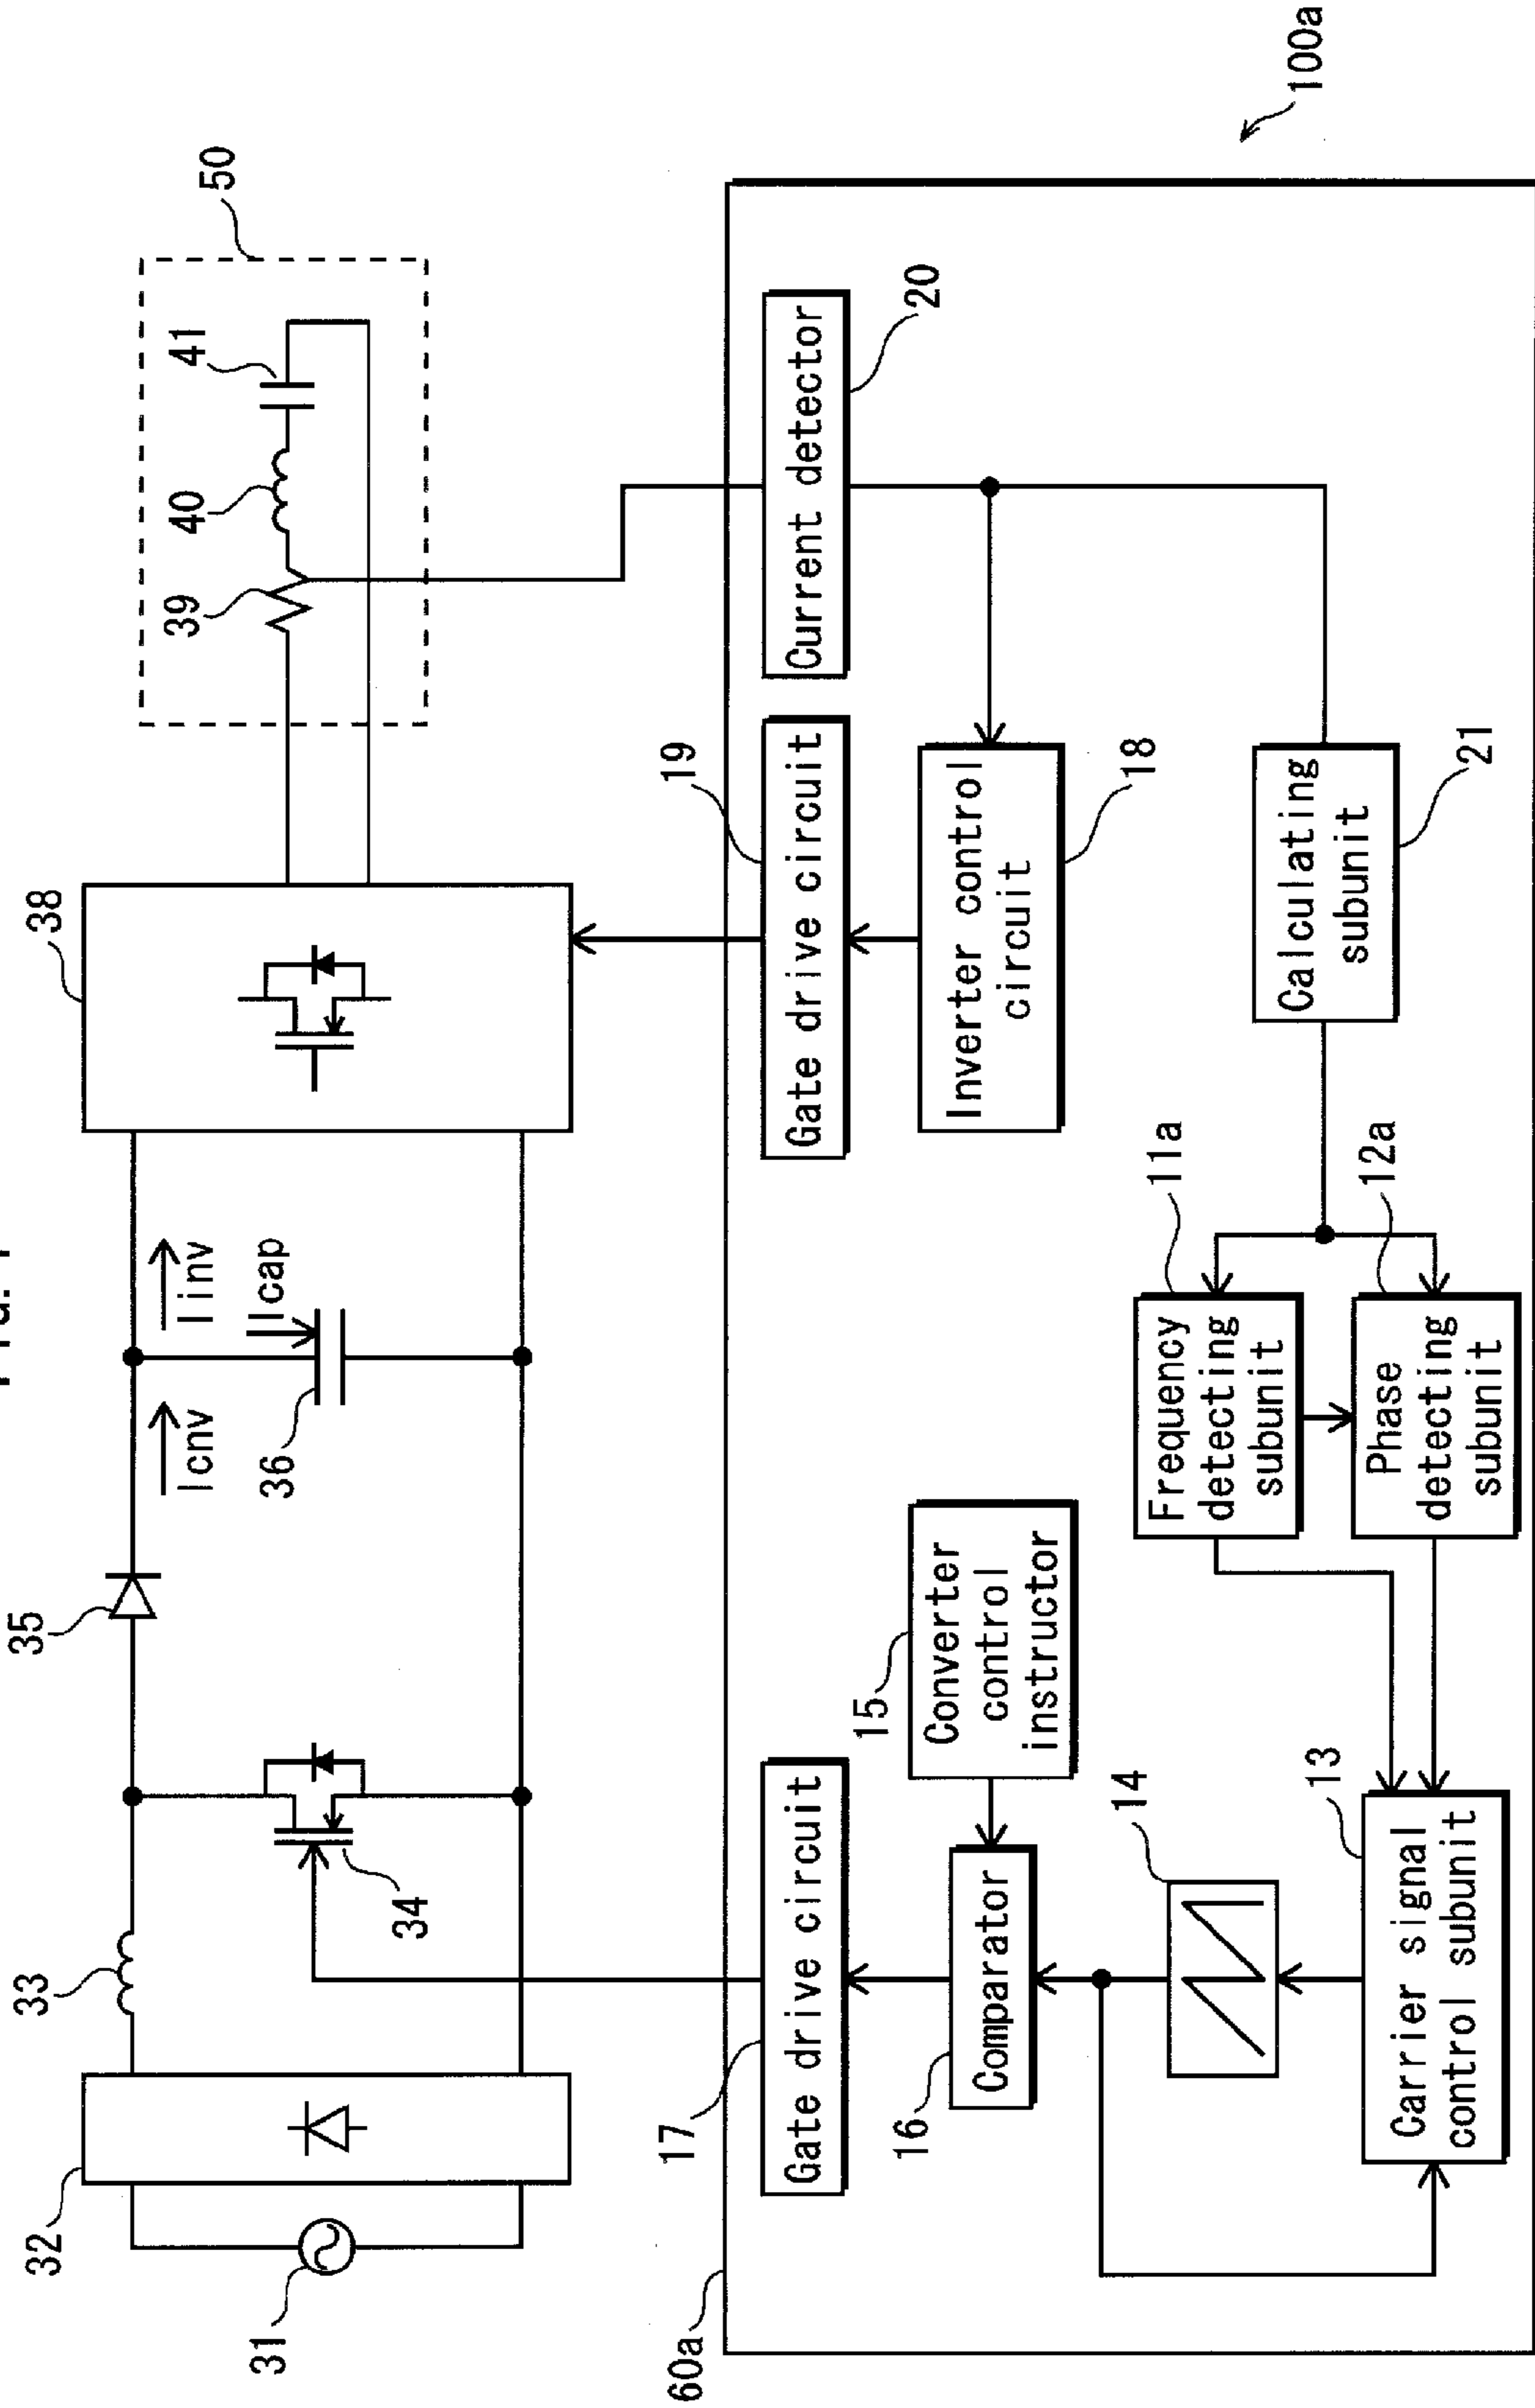 100a
50
41
40
39
38
Iinv
Icap
Icnv
36
35
34
33
32
31
60a
Current detector
20
Gate drive circuit
19
Inverter control
circuit
18
Calculating
subunit
21
Frequency
detecting
subunit
11a
Phase
detecting
subunit
12a
Converter
control
instructor
15
Gate drive circuit
17
Comparator
16
14
Carrier signal
control subunit
13